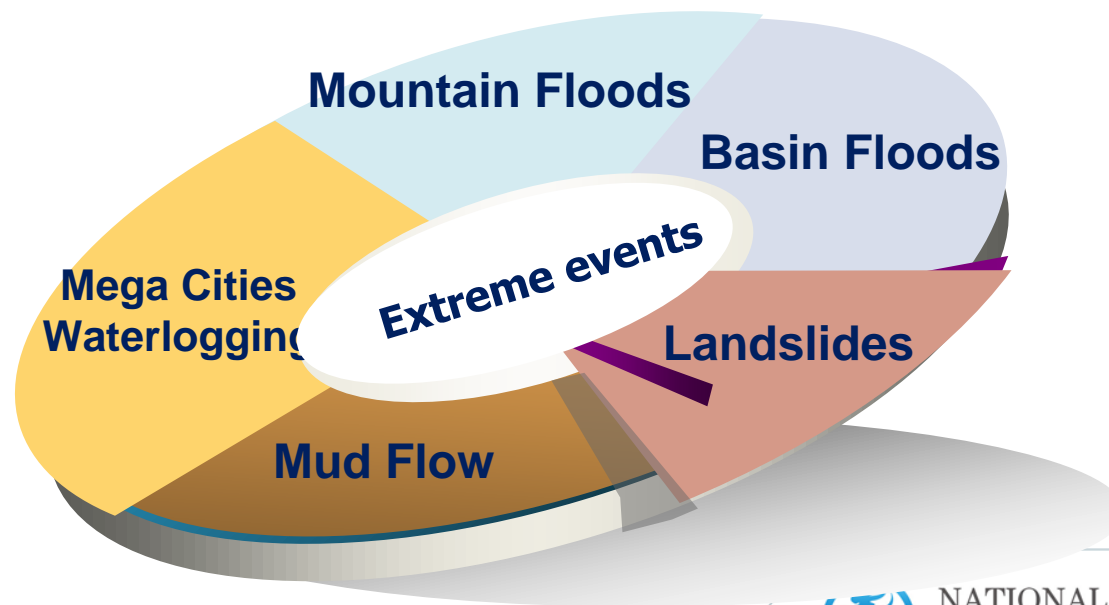 Mountain Floods
Basin Floods
Mega Cities
Waterlogging
Extreme events
Landslides
Mud Flow
NATIONAL